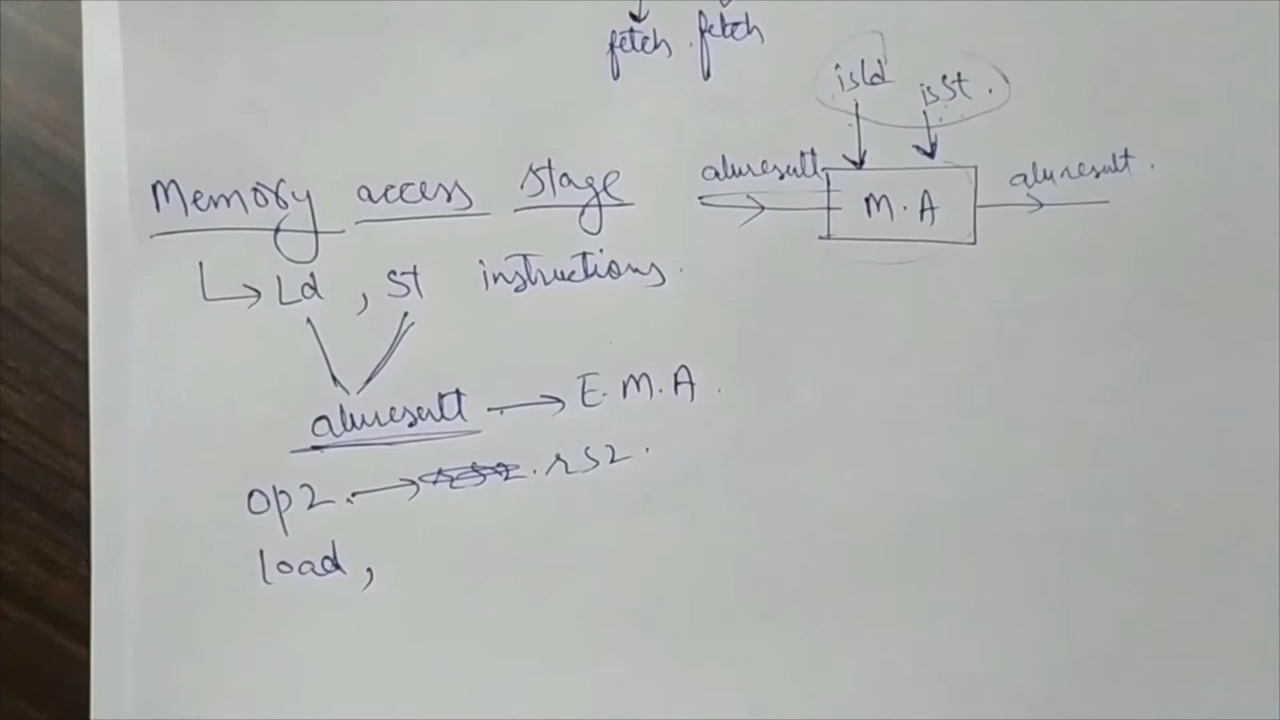 fetch. fetch
isLd isSt.
Memory access stage
aluresult M.A aluresult.
Ld, St instructions.
aluresult → E.M.A.
Op2. → rs2.
load,